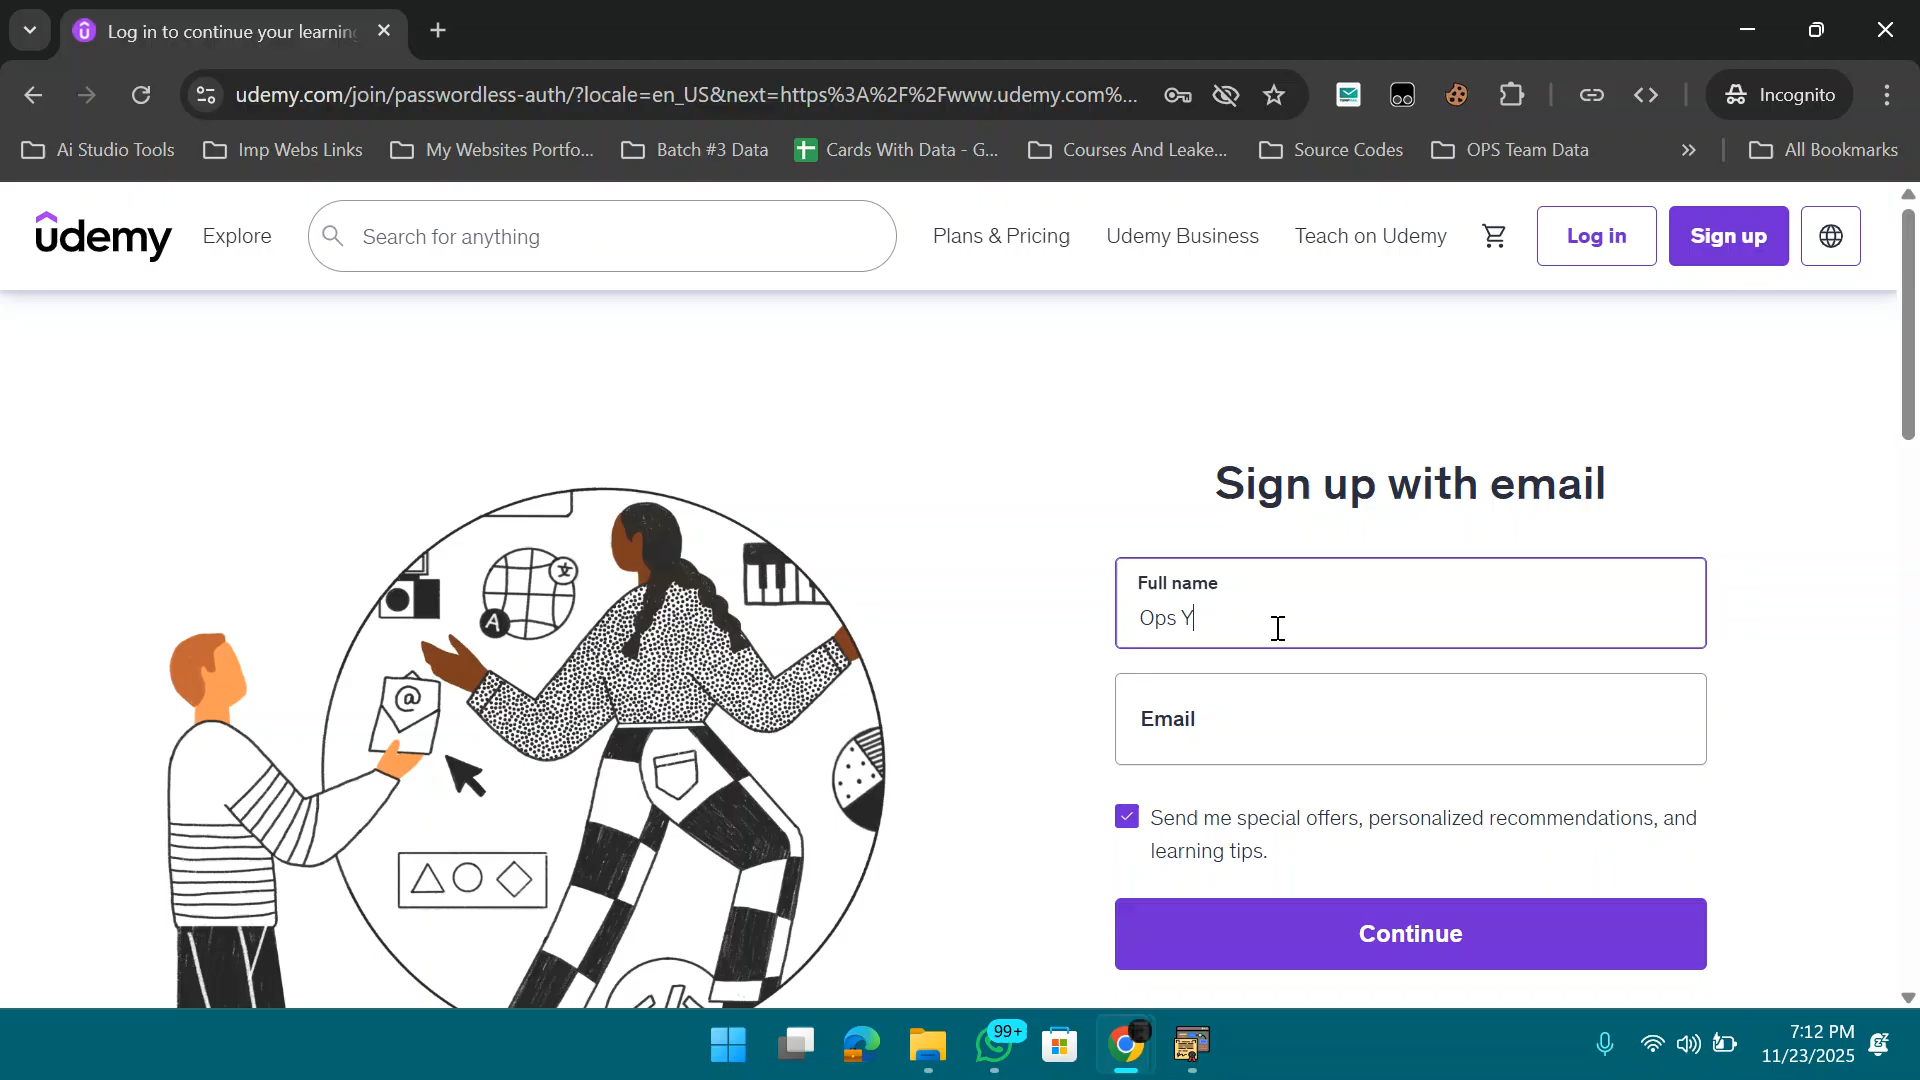 Log in to continue your learnin
udemy.com/join/passwordless-auth/?locale=en_US&next=https%3A%2F%2Fwww.udemy.com%...
Incognito
Ai Studio Tools
Imp Webs Links
My Websites Portfo...
Batch #3 Data
Cards With Data - G...
Courses And Leake...
Source Codes
OPS Team Data
»
All Bookmarks
ûdemy
Explore
Search for anything
Plans & Pricing
Udemy Business
Teach on Udemy
Log in
Sign up
Sign up with email
Full name
Ops Y
Email
Send me special offers, personalized recommendations, and
learning tips.
Continue
A
文
@
</>
99+
7:12 PM
11/23/2025